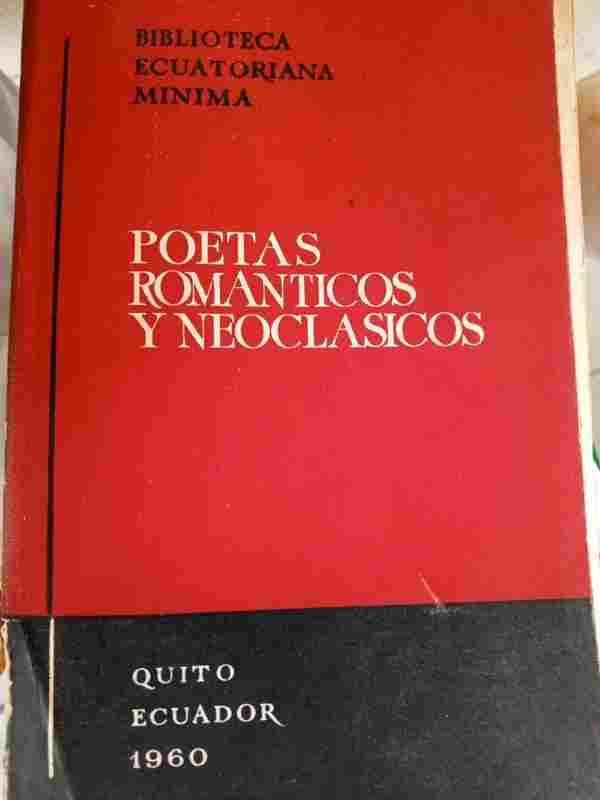 BIBLIOTECA
ECUATORIANA
MINIMA
POETAS
ROMANTICOS
Y NEOCLASICOS
QUITO
ECUADOR
1960